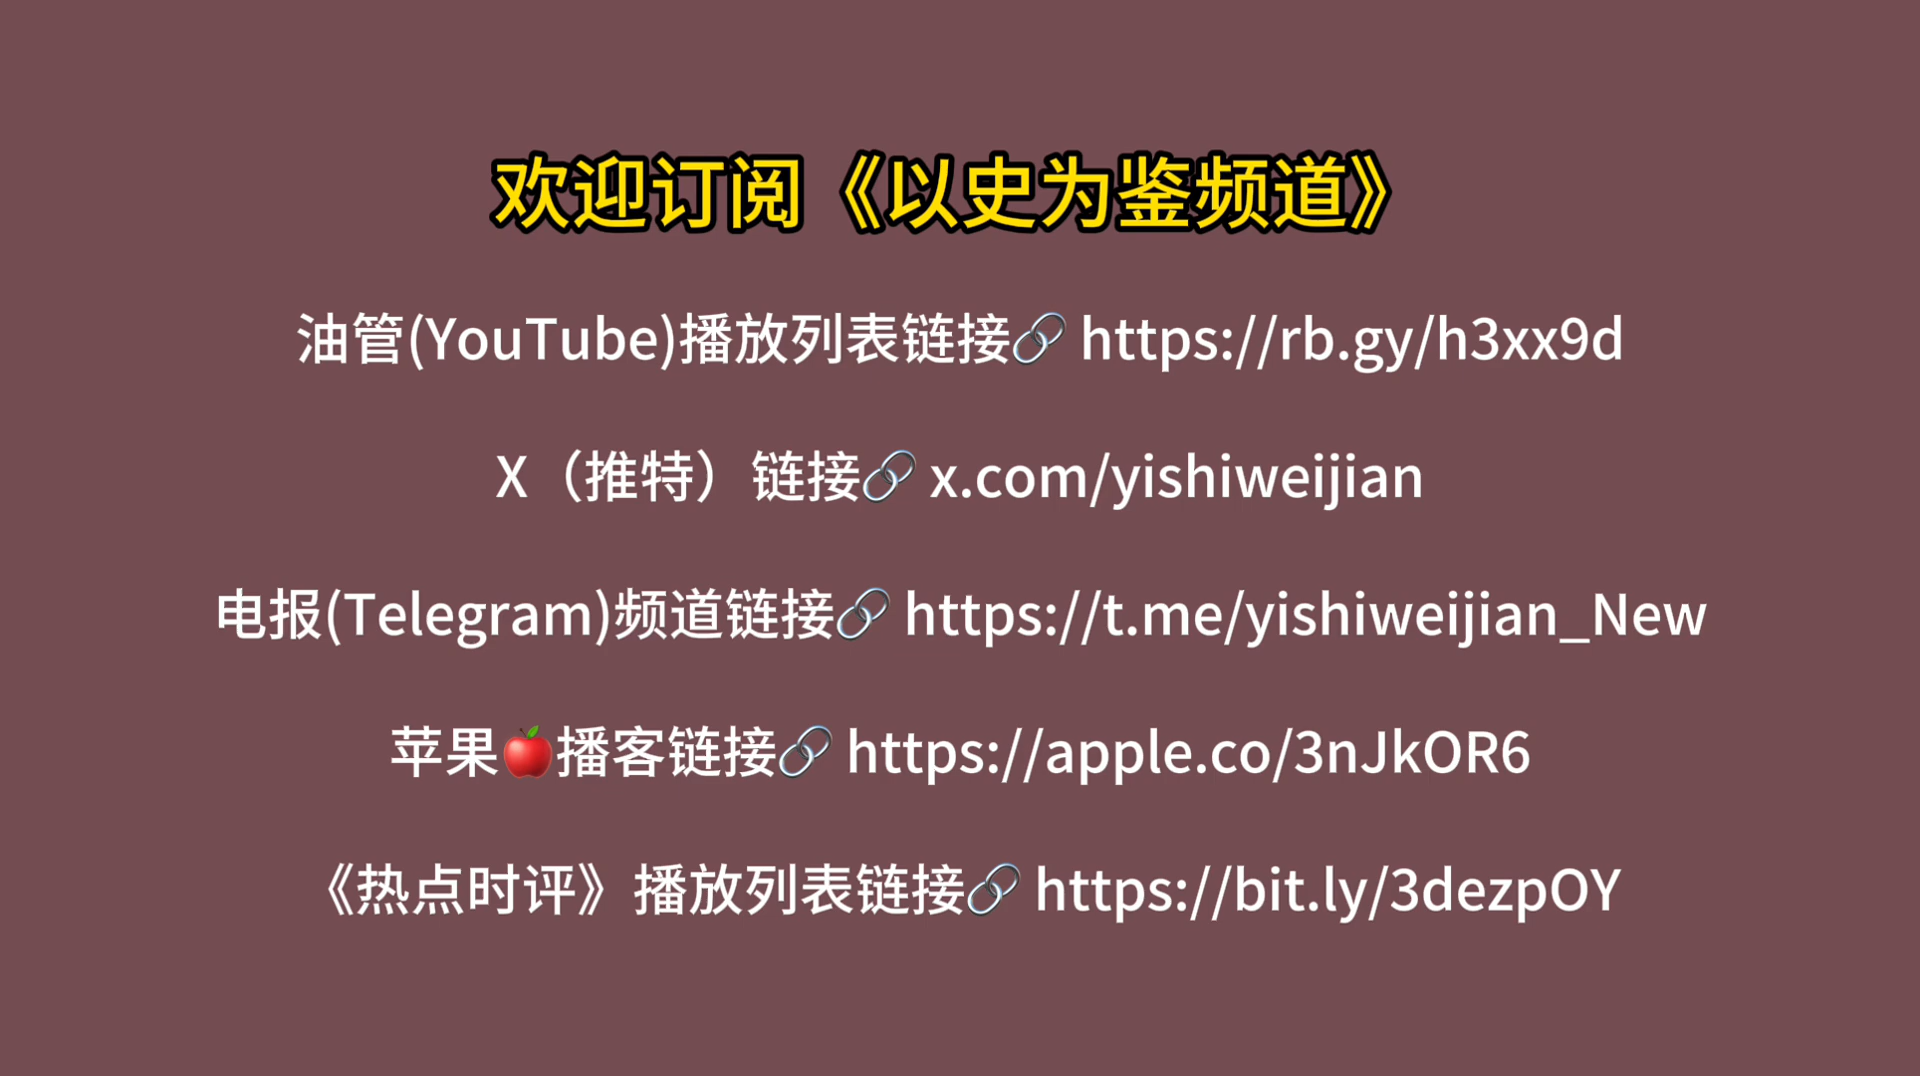 欢迎订阅《以史为鉴频道》
油管(YouTube)播放列表链接🔗 https://rb.gy/h3xx9d
X（推特）链接🔗 x.com/yishiweijian
电报(Telegram)频道链接🔗 https://t.me/yishiweijian_New
苹果🍎播客链接🔗 https://apple.co/3nJkOR6
《热点时评》播放列表链接🔗 https://bit.ly/3dezpOY